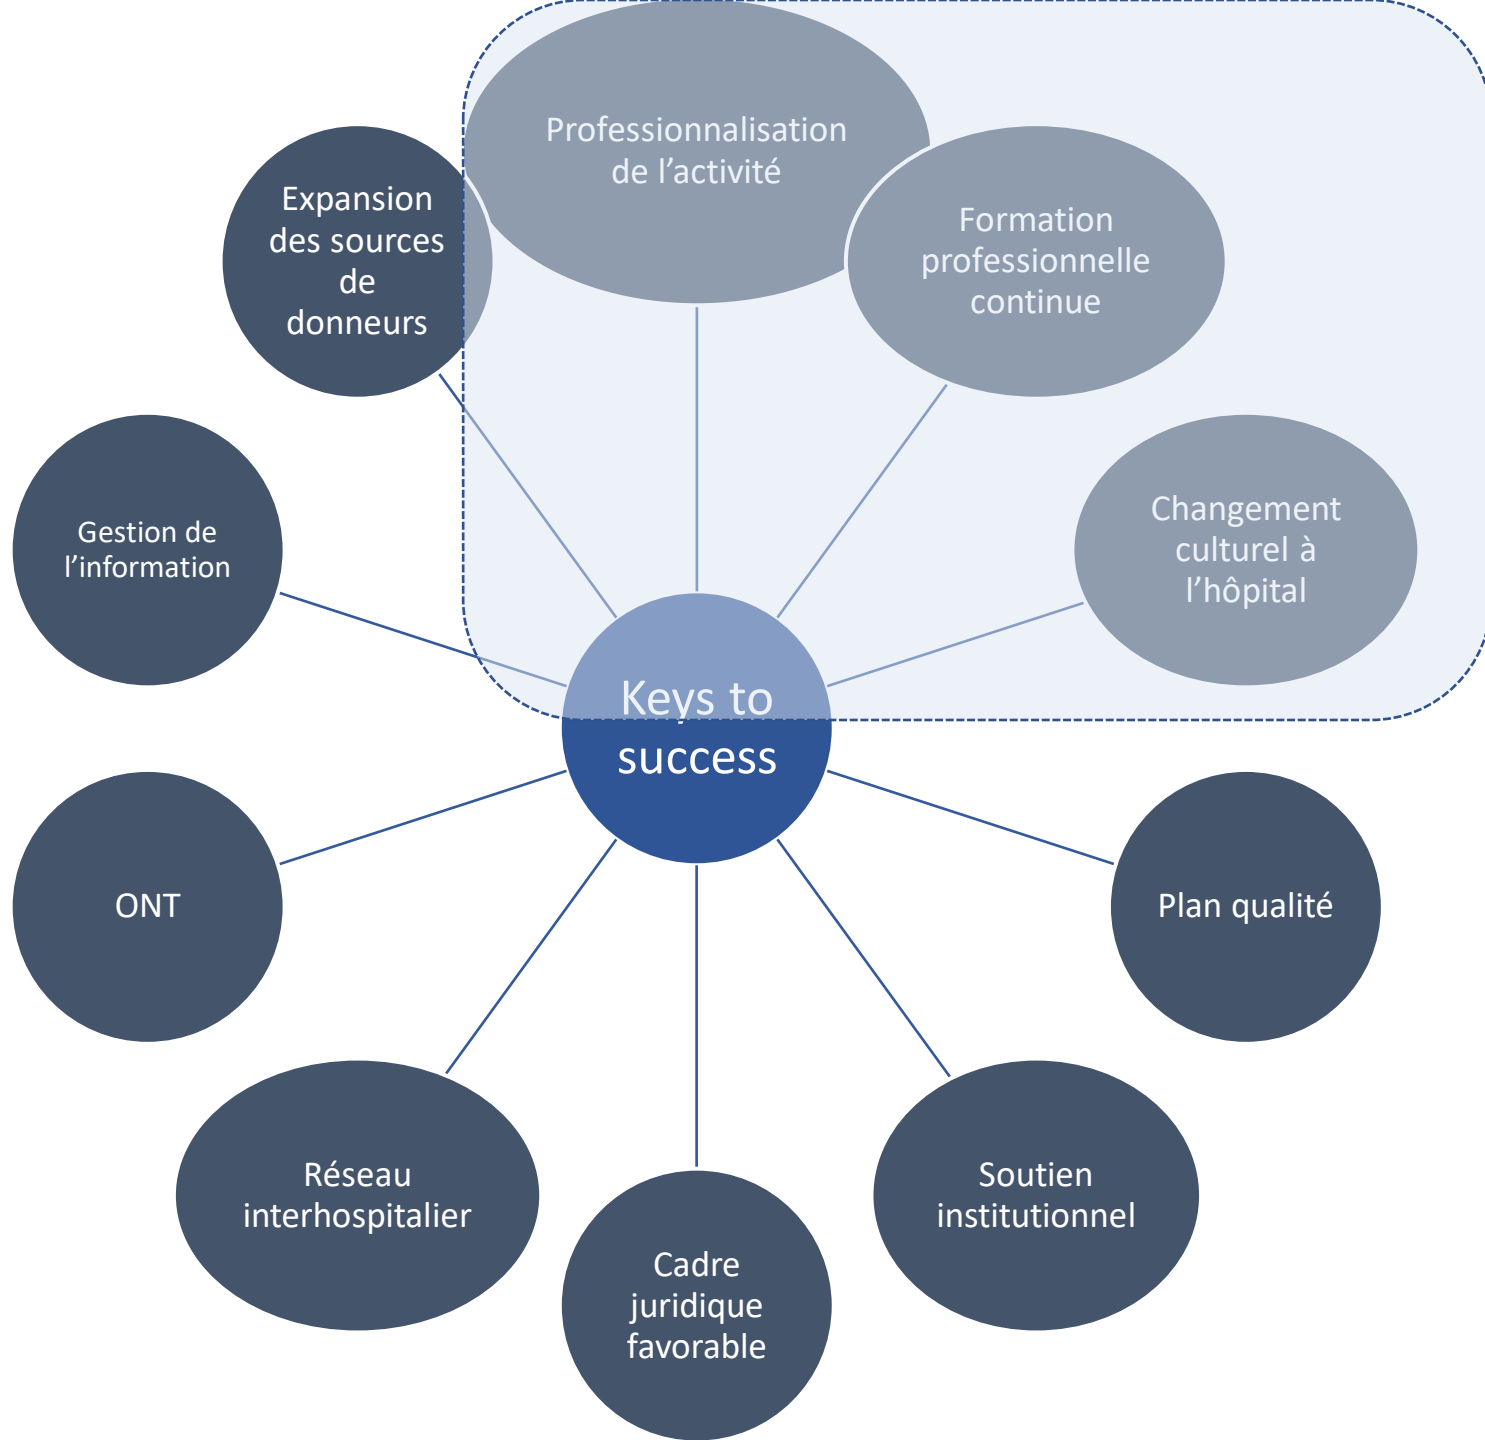 Professionnalisation
de l’activité
Formation
professionnelle
continue
Changement
culturel à
l’hôpital
Plan qualité
Soutien
institutionnel
Cadre
juridique
favorable
Réseau
interhospitalier
ONT
Gestion de
l’information
Expansion
des sources
de
donneurs
Keys to
success